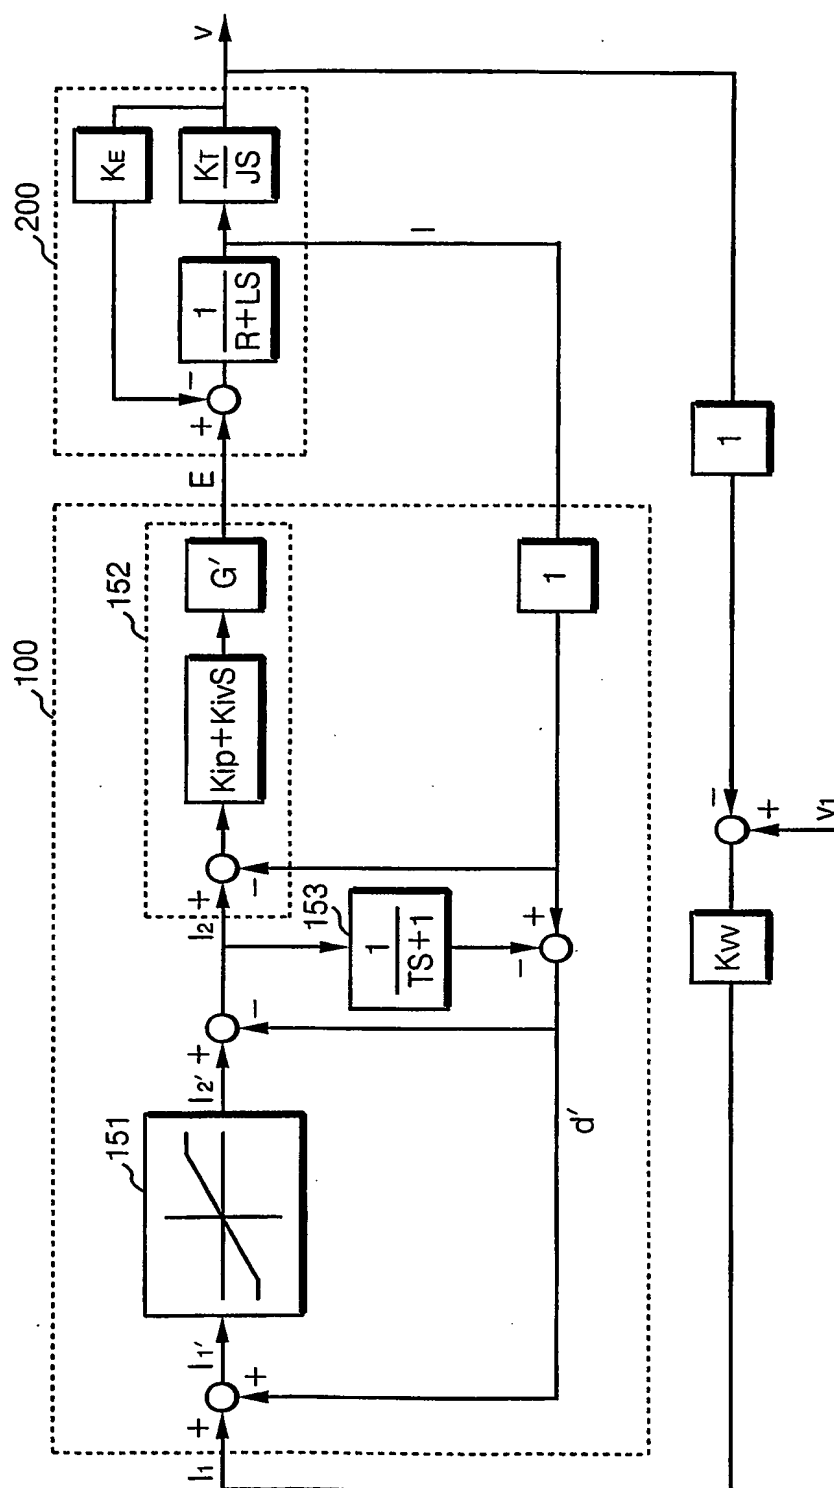 200
KE
V
1
R+LS
KT
JS
−
+
I
100
152
E
Kip+KivS
G′
1
I1
+
+
I1′
151
I2′
+
−
I2
+
−
153
1
TS+1
−
+
d′
1
−
+
V1
Kvv